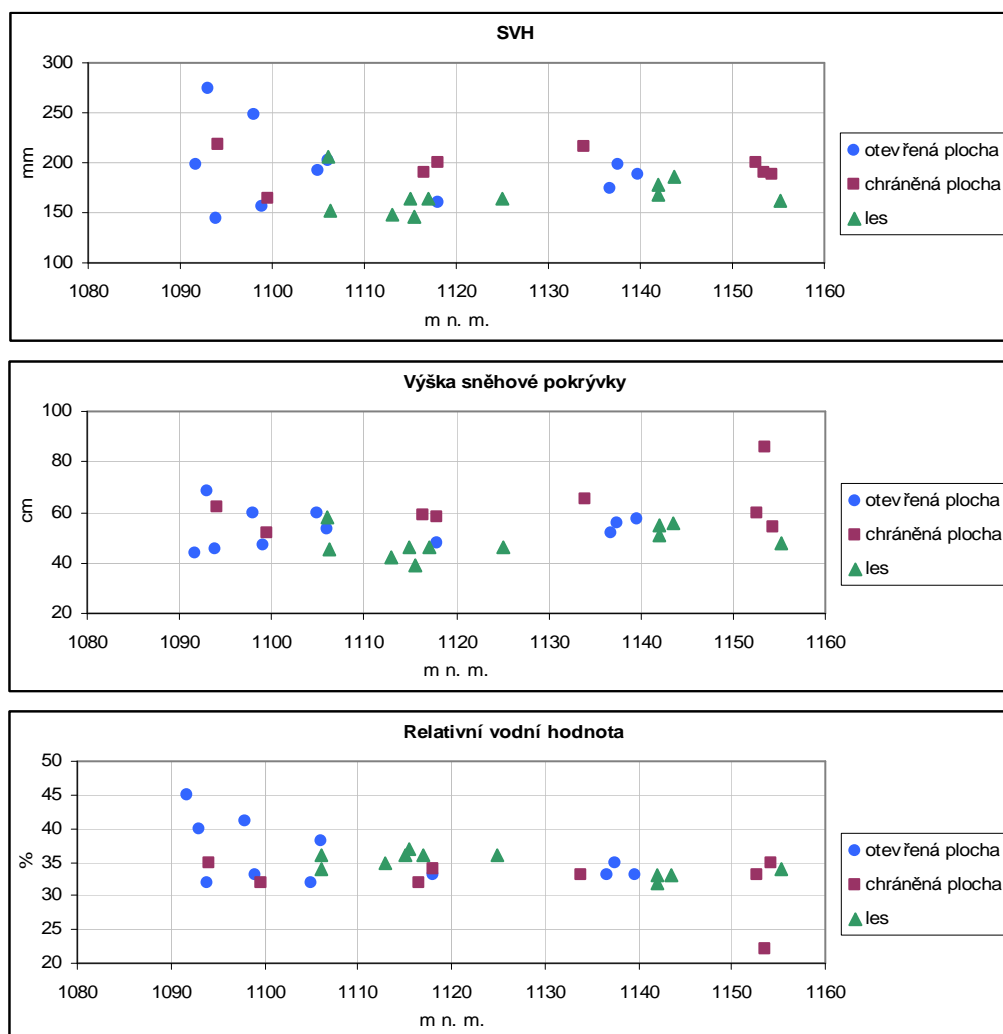 SVH
300
250
200
150
100
mm
1080 1090 1100 1110 1120 1130 1140 1150 1160
m n. m.
otevřená plocha
chráněná plocha
les
Výška sněhové pokrývky
100
80
60
40
20
cm
1080 1090 1100 1110 1120 1130 1140 1150 1160
m n. m.
otevřená plocha
chráněná plocha
les
Relativní vodní hodnota
50
45
40
35
30
25
20
%
1080 1090 1100 1110 1120 1130 1140 1150 1160
m n. m.
otevřená plocha
chráněná plocha
les